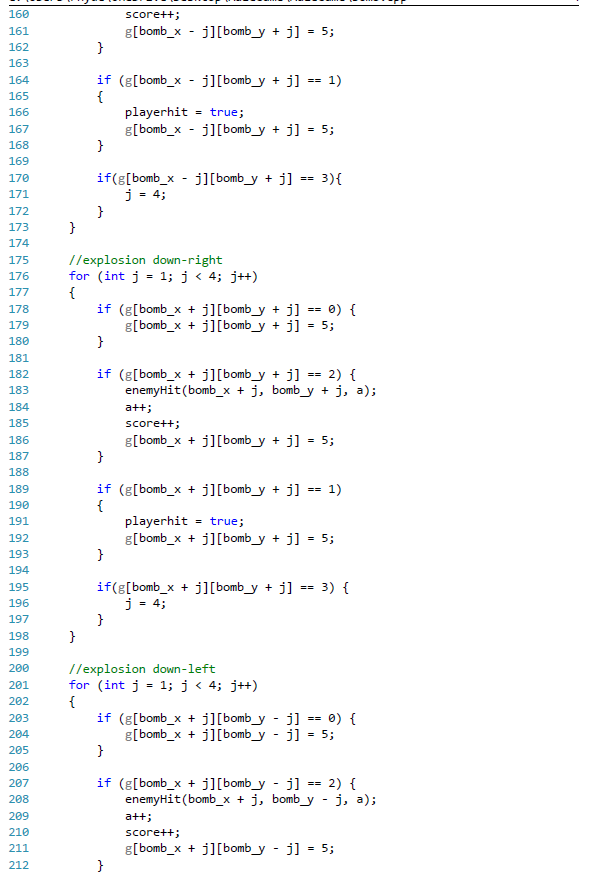 160 score++;
161 g[bomb_x - j][bomb_y + j] = 5;
162 }
163
164 if (g[bomb_x - j][bomb_y + j] == 1)
165 {
166 playerhit = true;
167 g[bomb_x - j][bomb_y + j] = 5;
168 }
169
170 if(g[bomb_x - j][bomb_y + j] == 3){
171 j = 4;
172 }
173 }
174
175 //explosion down-right
176 for (int j = 1; j < 4; j++)
177 {
178 if (g[bomb_x + j][bomb_y + j] == 0) {
179 g[bomb_x + j][bomb_y + j] = 5;
180 }
181
182 if (g[bomb_x + j][bomb_y + j] == 2) {
183 enemyHit(bomb_x + j, bomb_y + j, a);
184 a++;
185 score++;
186 g[bomb_x + j][bomb_y + j] = 5;
187 }
188
189 if (g[bomb_x + j][bomb_y + j] == 1)
190 {
191 playerhit = true;
192 g[bomb_x + j][bomb_y + j] = 5;
193 }
194
195 if(g[bomb_x + j][bomb_y + j] == 3) {
196 j = 4;
197 }
198 }
199
200 //explosion down-left
201 for (int j = 1; j < 4; j++)
202 {
203 if (g[bomb_x + j][bomb_y - j] == 0) {
204 g[bomb_x + j][bomb_y - j] = 5;
205 }
206
207 if (g[bomb_x + j][bomb_y - j] == 2) {
208 enemyHit(bomb_x + j, bomb_y - j, a);
209 a++;
210 score++;
211 g[bomb_x + j][bomb_y - j] = 5;
212 }